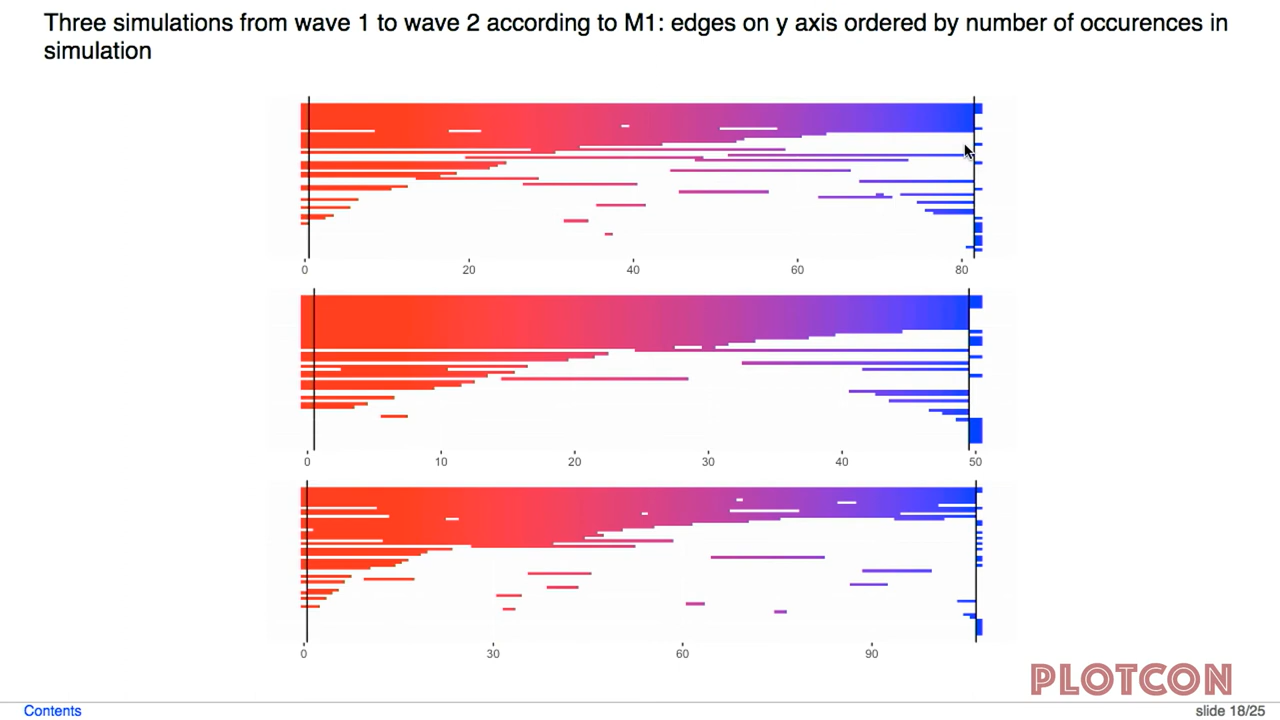 Three simulations from wave 1 to wave 2 according to M1: edges on y axis ordered by number of occurences in
simulation
0 20 40 60 80
0 10 20 30 40 50
0 30 60 90
PLOTCON
Contents slide 18/25